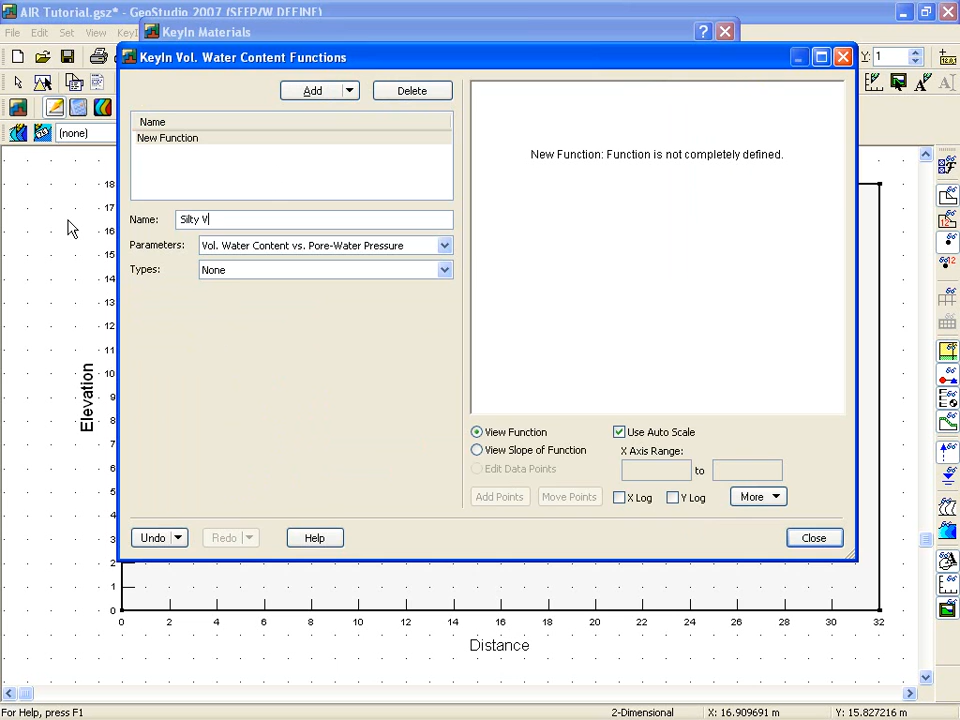 AIR Tutorial.gsz* - GeoStudio 2007 (SEEP/W DEFINE)
File Edit Set View KeyIn
KeyIn Materials
KeyIn Vol. Water Content Functions
Y: 1
Add Delete
Name
New Function
(none)
New Function: Function is not completely defined.
Name: Silty V
Parameters: Vol. Water Content vs. Pore-Water Pressure
Types: None
View Function Use Auto Scale
View Slope of Function X Axis Range:
Edit Data Points to
Add Points Move Points X Log Y Log More
Undo Redo Help Close
18
17
16
15
14
13
12
11
10
9
8
7
6
5
4
3
2
1
0
Elevation
0 2 4 6 8 10 12 14 16 18 20 22 24 26 28 30 32
Distance
For Help, press F1 2-Dimensional X: 16.909691 m Y: 15.827216 m